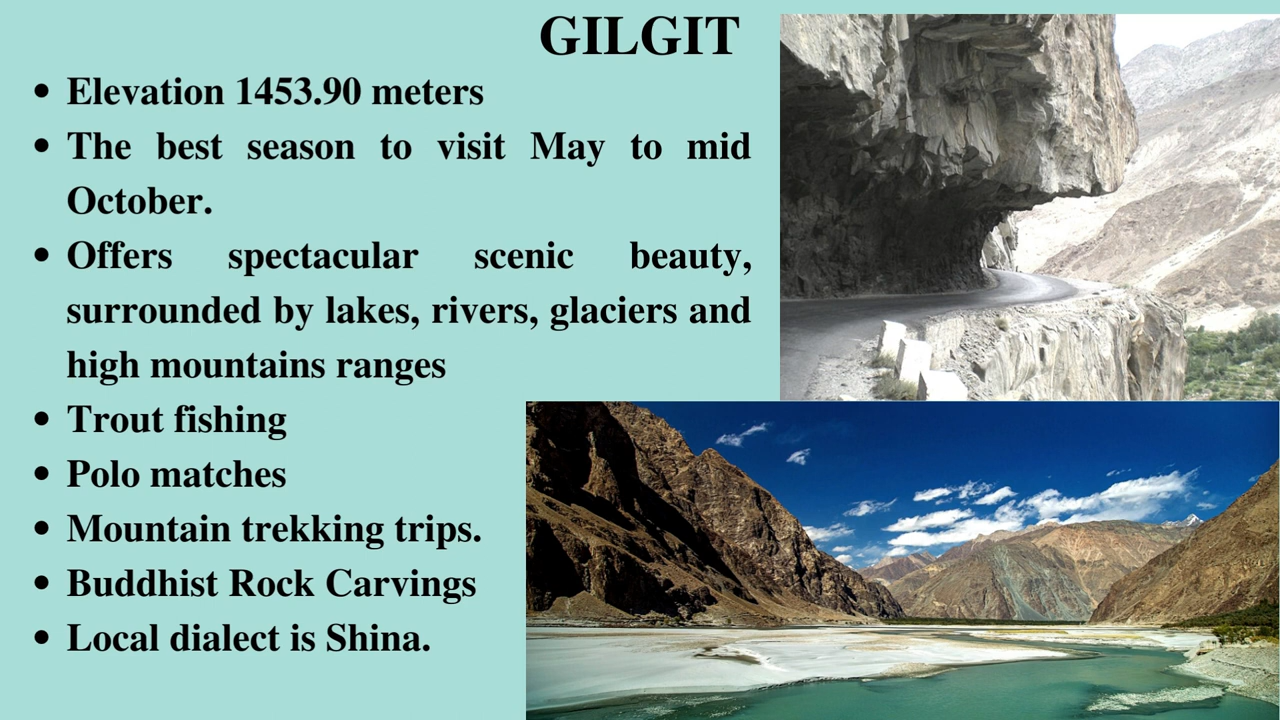 GILGIT
• Elevation 1453.90 meters
• The best season to visit May to mid
October.
• Offers spectacular scenic beauty,
surrounded by lakes, rivers, glaciers and
high mountains ranges
• Trout fishing
• Polo matches
• Mountain trekking trips.
• Buddhist Rock Carvings
• Local dialect is Shina.